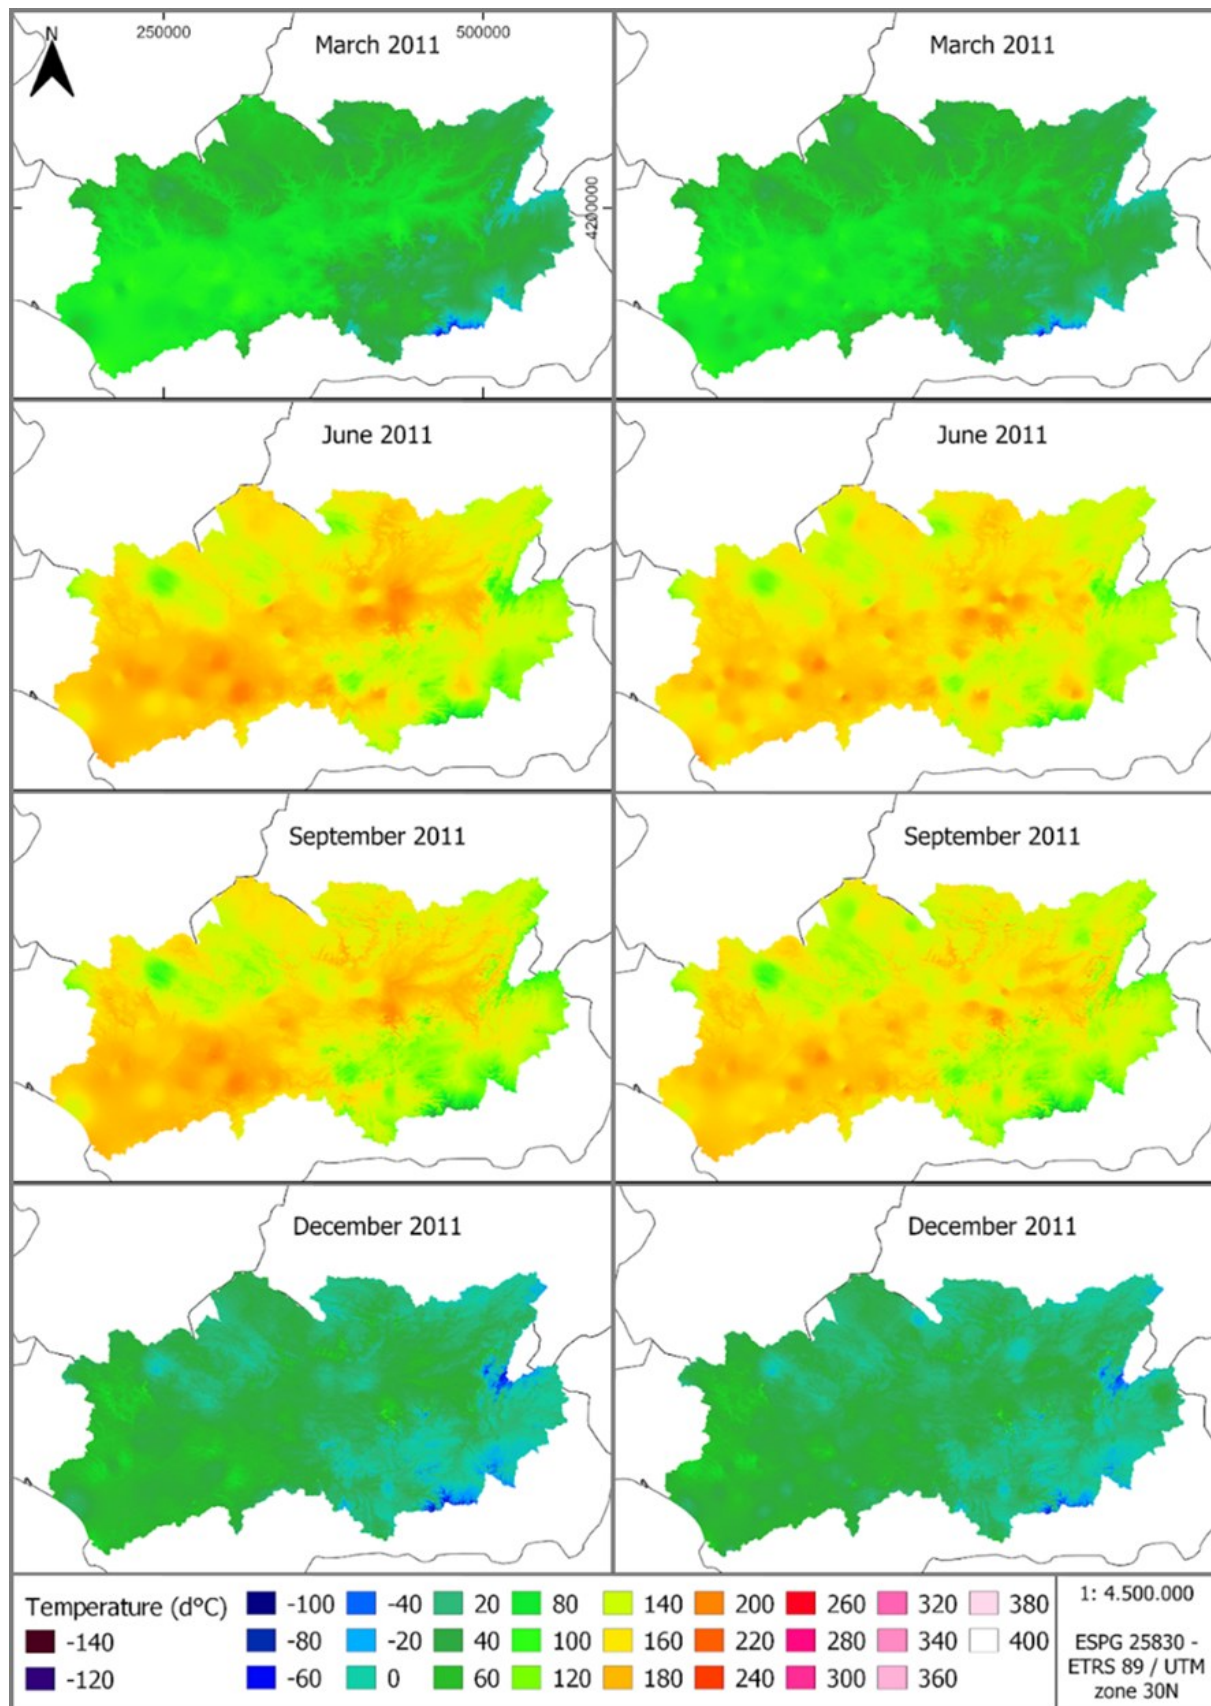 N
250000
500000
March 2011
March 2011
4200000
June 2011
June 2011
September 2011
September 2011
December 2011
December 2011
Temperature (d°C)
-140
-120
-100
-80
-60
-40
-20
0
20
40
60
80
100
120
140
160
180
200
220
240
260
280
300
320
340
360
380
400
1: 4.500.000
ESPG 25830 -
ETRS 89 / UTM
zone 30N